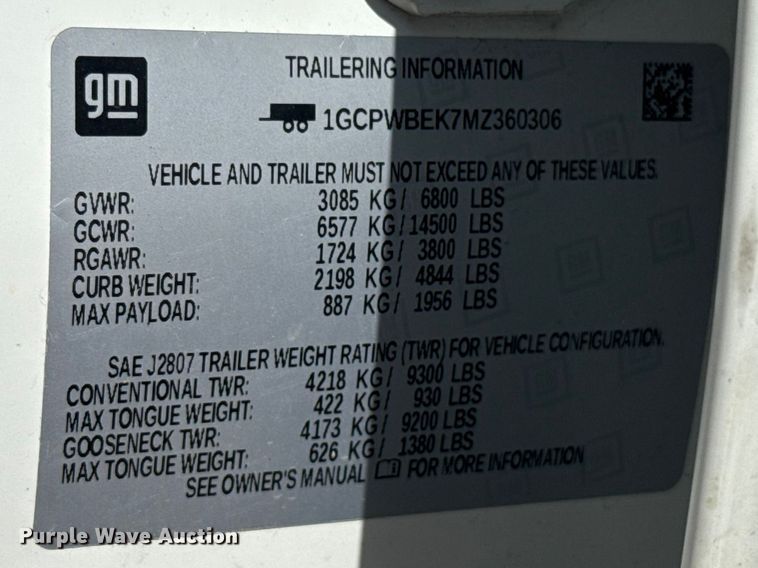 gm
TRAILERING INFORMATION
1GCPWBEK7MZ360306
VEHICLE AND TRAILER MUST NOT EXCEED ANY OF THESE VALUES.
GVWR: 3085 KG/ 6800 LBS
GCWR: 6577 KG/14500 LBS
RGAWR: 1724 KG/ 3800 LBS
CURB WEIGHT: 2198 KG/ 4844 LBS
MAX PAYLOAD: 887 KG/ 1956 LBS
SAE J2807 TRAILER WEIGHT RATING (TWR) FOR VEHICLE CONFIGURATION.
CONVENTIONAL TWR: 4218 KG/ 9300 LBS
MAX TONGUE WEIGHT: 422 KG/ 930 LBS
GOOSENECK TWR: 4173 KG/ 9200 LBS
MAX TONGUE WEIGHT: 626 KG/ 1380 LBS
SEE OWNER'S MANUAL FOR MORE INFORMATION
Purple Wave Auction